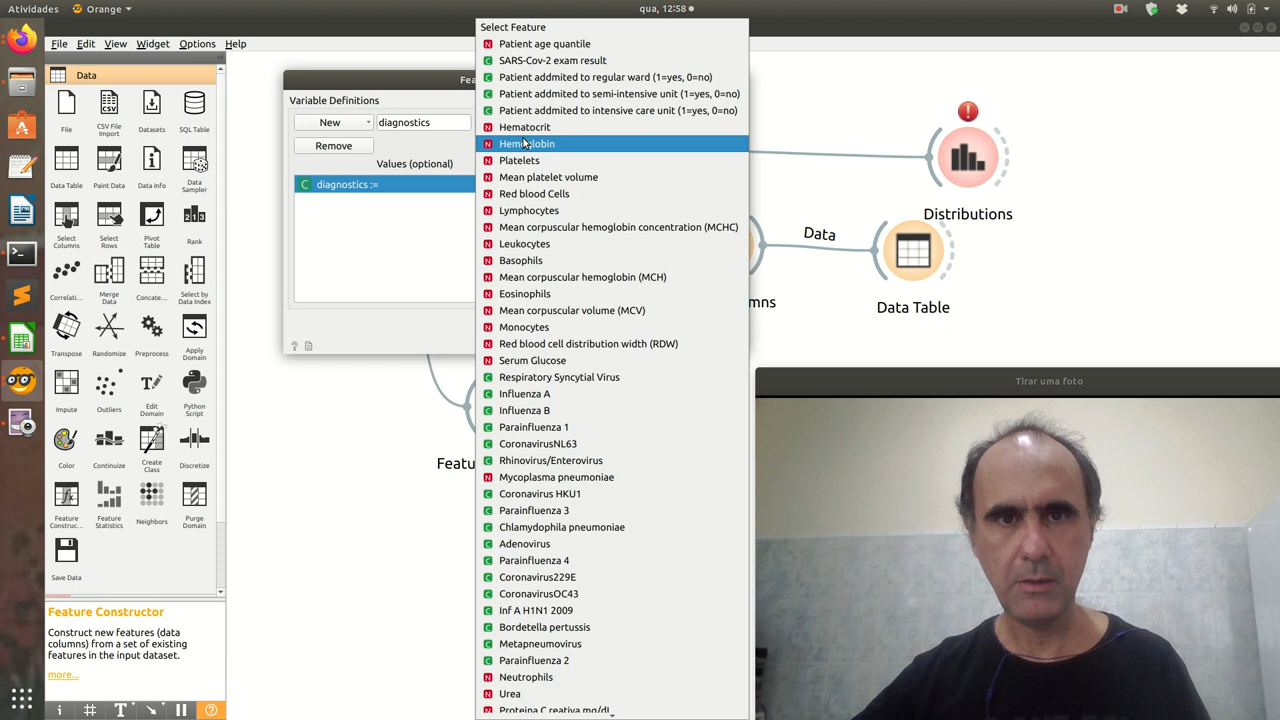 Atividades
Orange
qua, 12:58
File Edit View Widget Options Help
Data
File
CSV File Import
Datasets
SQL Table
Data Table
Paint Data
Data Info
Data Sampler
Select Columns
Select Rows
Pivot Table
Rank
Correlati...
Merge Data
Concate...
Select by Data Index
Transpose
Randomize
Preprocess
Apply Domain
Impute
Outliers
Edit Domain
Python Script
Color
Continuize
Create Class
Discretize
Feature Construc...
Feature Statistics
Neighbors
Purge Domain
Save Data
Feature Constructor
Construct new features (data
columns) from a set of existing
features in the input dataset.
more...
Fea
Variable Definitions
New
diagnostics
Remove
Values (optional)
diagnostics :=
Featu
Select Feature
Patient age quantile
SARS-Cov-2 exam result
Patient addmited to regular ward (1=yes, 0=no)
Patient addmited to semi-intensive unit (1=yes, 0=no)
Patient addmited to intensive care unit (1=yes, 0=no)
Hematocrit
Hemoglobin
Platelets
Mean platelet volume
Red blood Cells
Lymphocytes
Mean corpuscular hemoglobin concentration (MCHC)
Leukocytes
Basophils
Mean corpuscular hemoglobin (MCH)
Eosinophils
Mean corpuscular volume (MCV)
Monocytes
Red blood cell distribution width (RDW)
Serum Glucose
Respiratory Syncytial Virus
Influenza A
Influenza B
Parainfluenza 1
CoronavirusNL63
Rhinovirus/Enterovirus
Mycoplasma pneumoniae
Coronavirus HKU1
Parainfluenza 3
Chlamydophila pneumoniae
Adenovirus
Parainfluenza 4
Coronavirus229E
CoronavirusOC43
Inf A H1N1 2009
Bordetella pertussis
Metapneumovirus
Parainfluenza 2
Neutrophils
Urea
Proteina C reativa mg/dL
Distributions
Data
mns
Data Table
Tirar uma foto